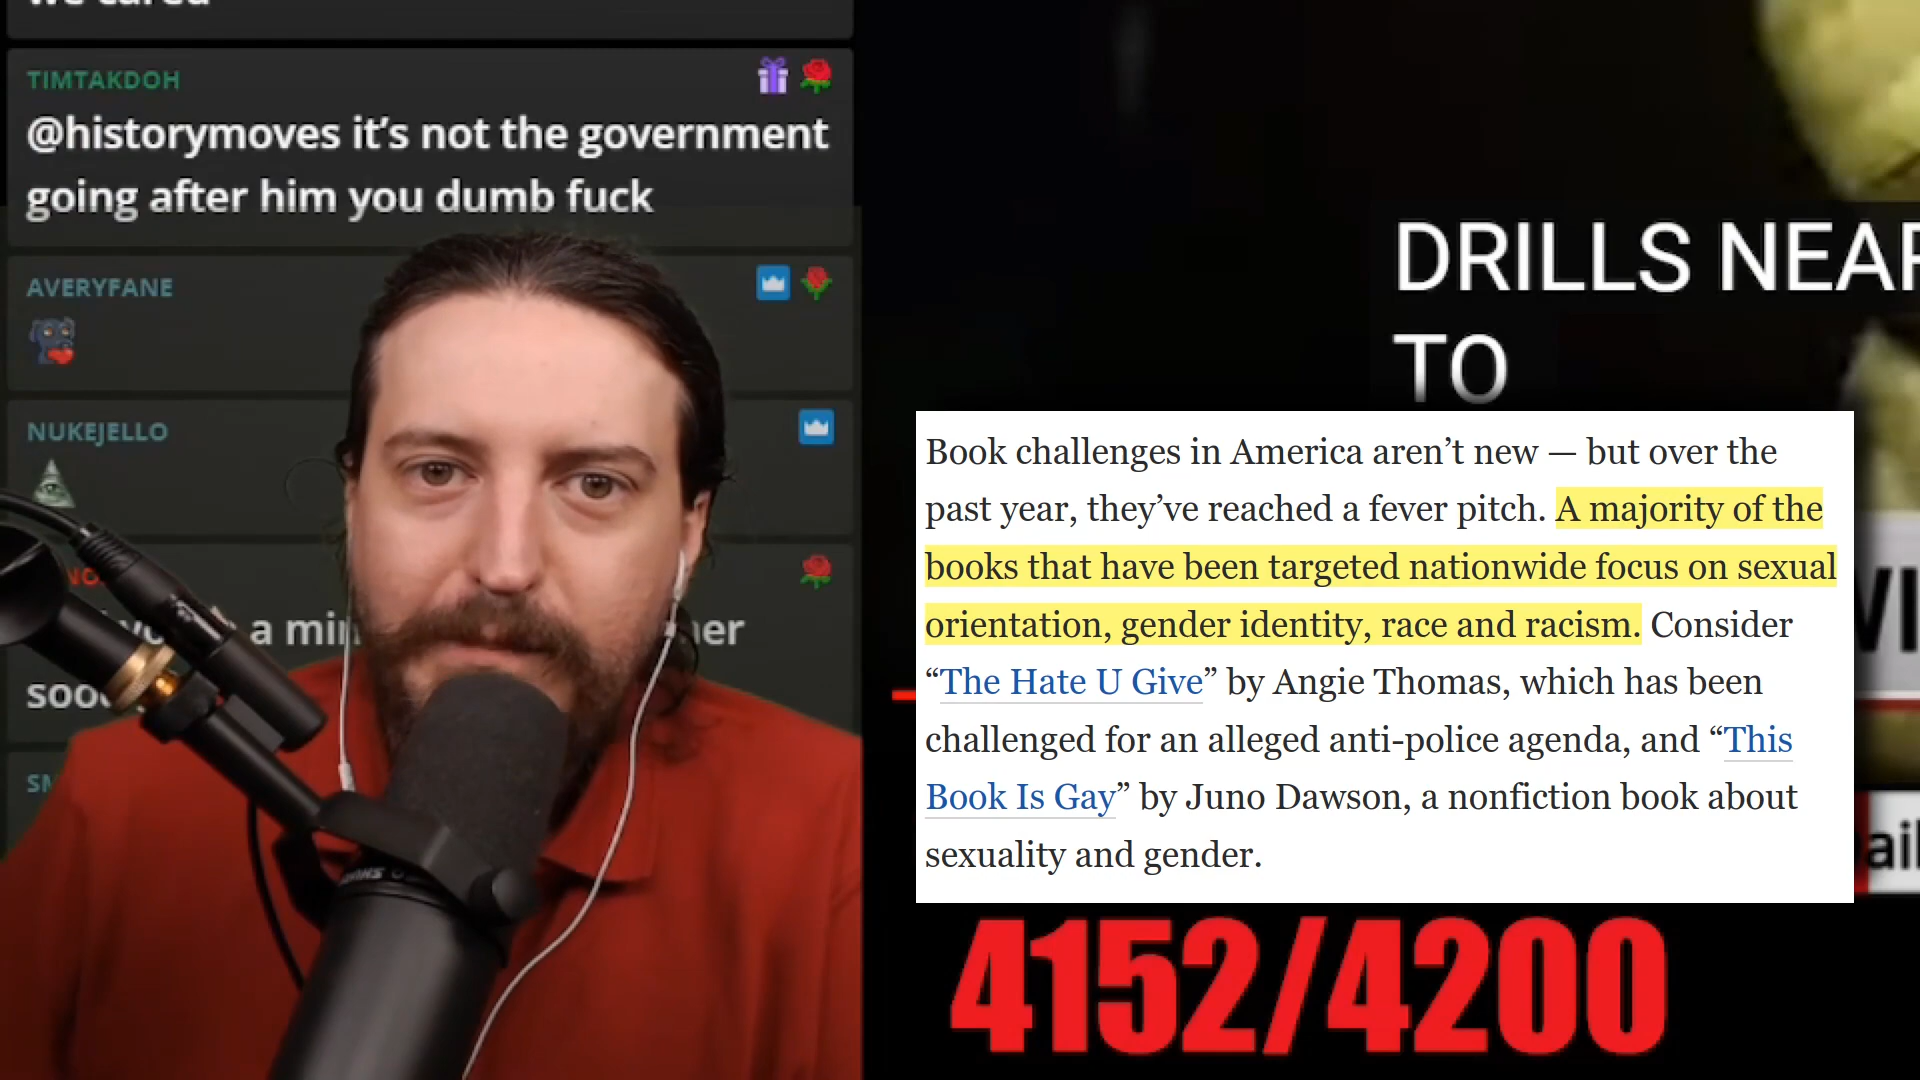 we cared
TIMTAKDOH
@historymoves it’s not the government
going after him you dumb fuck
AVERYFANE
NUKEJELLO
a
soo
SM
DRILLS NEAR
TO
Book challenges in America aren’t new — but over the
past year, they’ve reached a fever pitch. A majority of the
books that have been targeted nationwide focus on sexual
orientation, gender identity, race and racism. Consider
“The Hate U Give” by Angie Thomas, which has been
challenged for an alleged anti-police agenda, and “This
Book Is Gay” by Juno Dawson, a nonfiction book about
sexuality and gender.
4152/4200